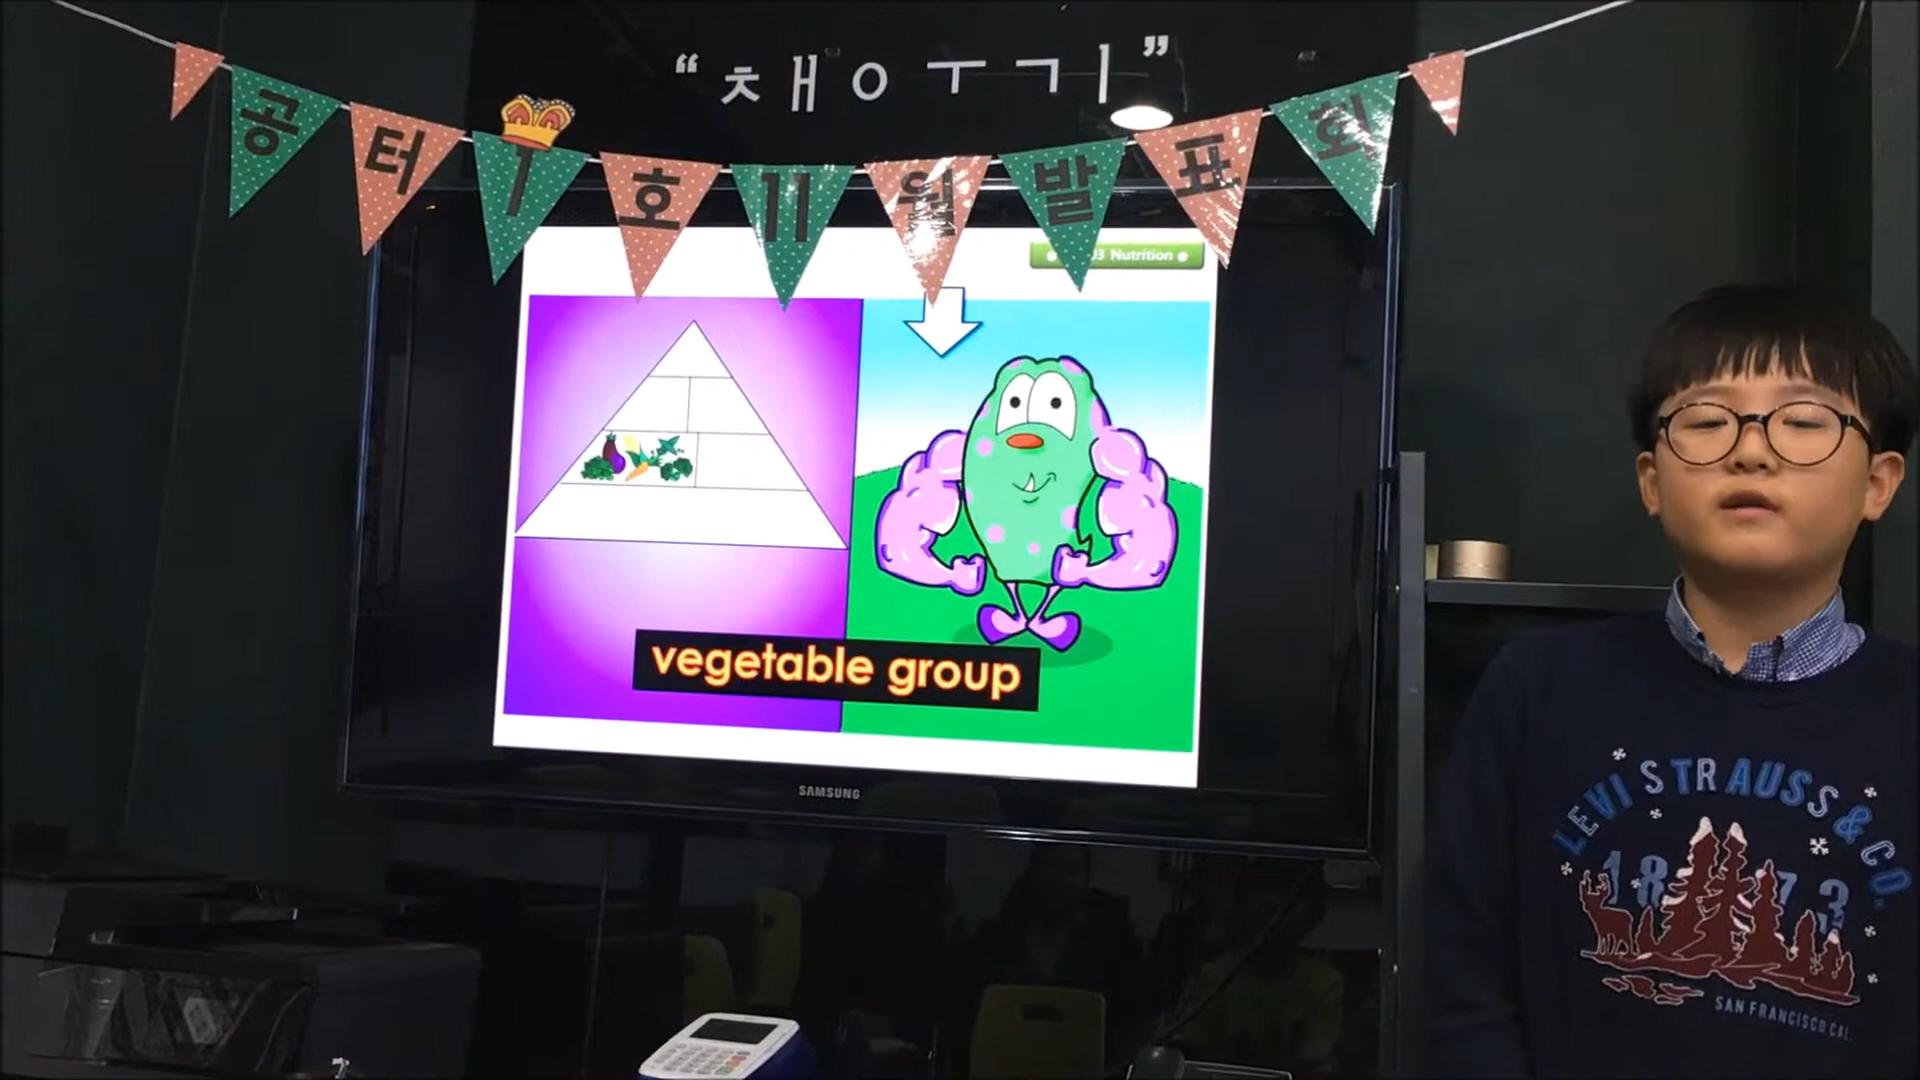 “ㅊㅐㅇㅜㄱㅣ”
공터1호11월발표회
03 Nutrition
vegetable group
SAMSUNG
LEVI STRAUSS & CO.
1873
SAN FRANCISCO CAL.